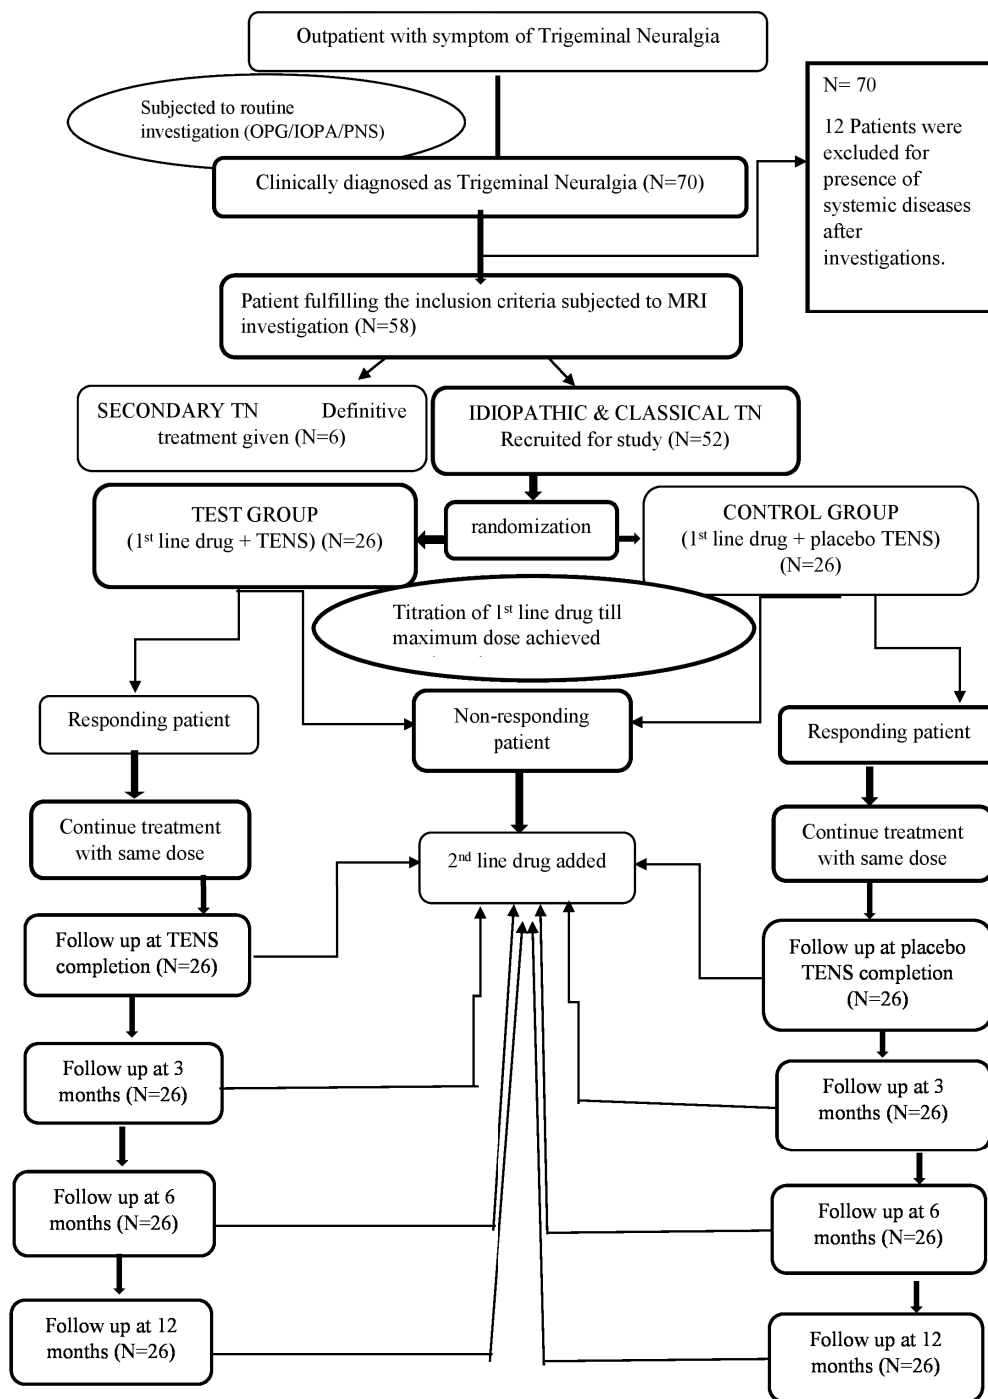 Outpatient with symptom of Trigeminal Neuralgia
Subjected to routine
investigation (OPG/IOPA/PNS)
N= 70
12 Patients were
excluded for
presence of
systemic diseases
after
investigations.
Clinically diagnosed as Trigeminal Neuralgia (N=70)
Patient fulfilling the inclusion criteria subjected to MRI
investigation (N=58)
SECONDARY TN Definitive
treatment given (N=6)
IDIOPATHIC & CLASSICAL TN
Recruited for study (N=52)
TEST GROUP
(1st line drug + TENS) (N=26)
randomization
CONTROL GROUP
(1st line drug + placebo TENS)
(N=26)
Titration of 1st line drug till
maximum dose achieved
Responding patient
Non-responding
patient
Responding patient
Continue treatment
with same dose
2nd line drug added
Continue treatment
with same dose
Follow up at TENS
completion (N=26)
Follow up at placebo
TENS completion
(N=26)
Follow up at 3
months (N=26)
Follow up at 3
months (N=26)
Follow up at 6
months (N=26)
Follow up at 6
months (N=26)
Follow up at 12
months (N=26)
Follow up at 12
months (N=26)